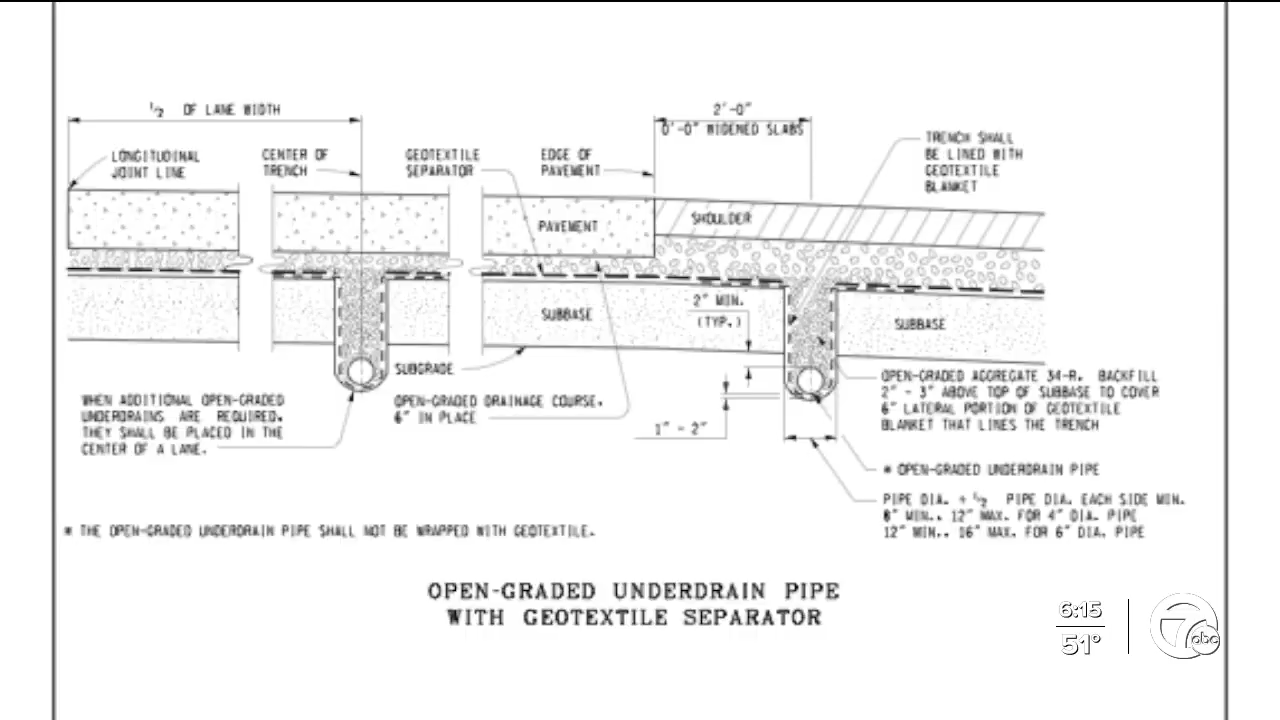 1/2 OF LANE WIDTH
2'-0"
0'-0" WIDENED SLABS
LONGITUDINAL
JOINT LINE
CENTER OF
TRENCH
GEOTEXTILE
SEPARATOR
EDGE OF
PAVEMENT
TRENCH SHALL
BE LINED WITH
GEOTEXTILE
BLANKET
PAVEMENT
SHOULDER
SUBBASE
2" MIN.
(TYP.)
SUBBASE
SUBGRADE
WHEN ADDITIONAL OPEN-GRADED
UNDERDRAINS ARE REQUIRED,
THEY SHALL BE PLACED IN THE
CENTER OF A LANE.
OPEN-GRADED DRAINAGE COURSE,
6" IN PLACE
1" - 2"
OPEN-GRADED AGGREGATE 34-R. BACKFILL
2" - 3" ABOVE TOP OF SUBBASE TO COVER
6" LATERAL PORTION OF GEOTEXTILE
BLANKET THAT LINES THE TRENCH
* OPEN-GRADED UNDERDRAIN PIPE
PIPE DIA. + 1/2 PIPE DIA. EACH SIDE MIN.
8" MIN., 12" MAX. FOR 4" DIA. PIPE
12" MIN., 16" MAX. FOR 6" DIA. PIPE
* THE OPEN-GRADED UNDERDRAIN PIPE SHALL NOT BE WRAPPED WITH GEOTEXTILE.
OPEN-GRADED UNDERDRAIN PIPE
WITH GEOTEXTILE SEPARATOR
6:15
51°
7 abc